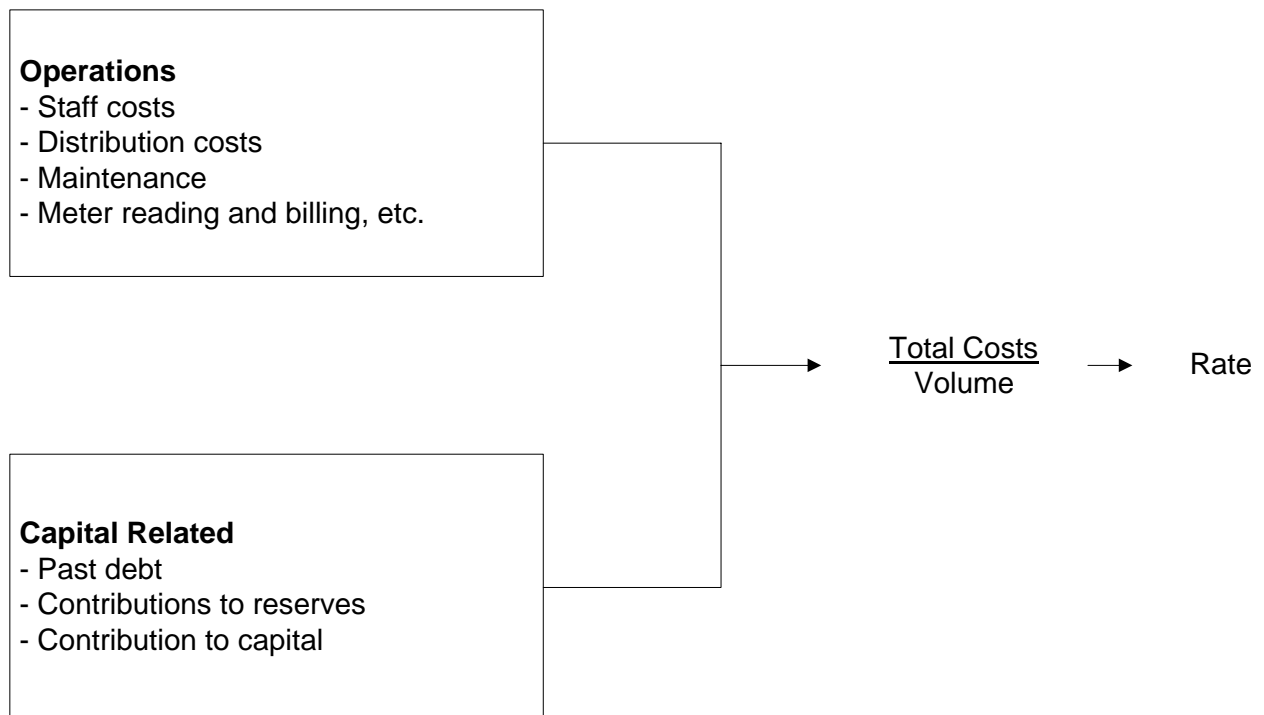 Operations
- Staff costs
- Distribution costs
- Maintenance
- Meter reading and billing, etc.
Total Costs
Volume
Rate
Capital Related
- Past debt
- Contributions to reserves
- Contribution to capital